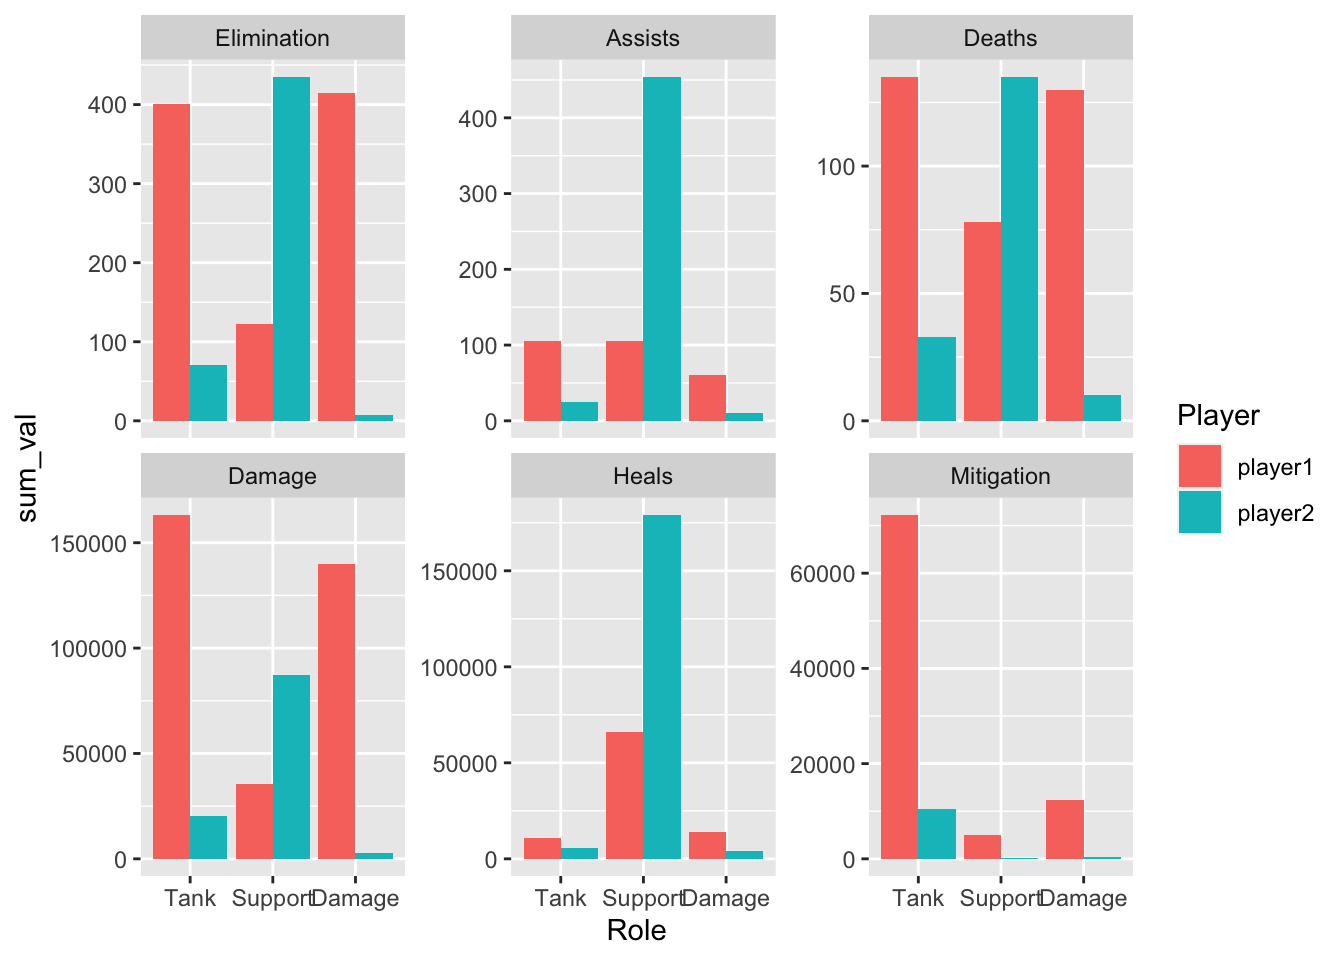 Elimination
Assists
Deaths
400
300
200
100
0
400
300
200
100
0
100
50
0
Damage
Heals
Mitigation
150000
100000
50000
0
150000
100000
50000
0
60000
40000
20000
0
Tank Support Damage
Tank Support Damage
Tank Support Damage
Role
sum_val
Player
player1
player2